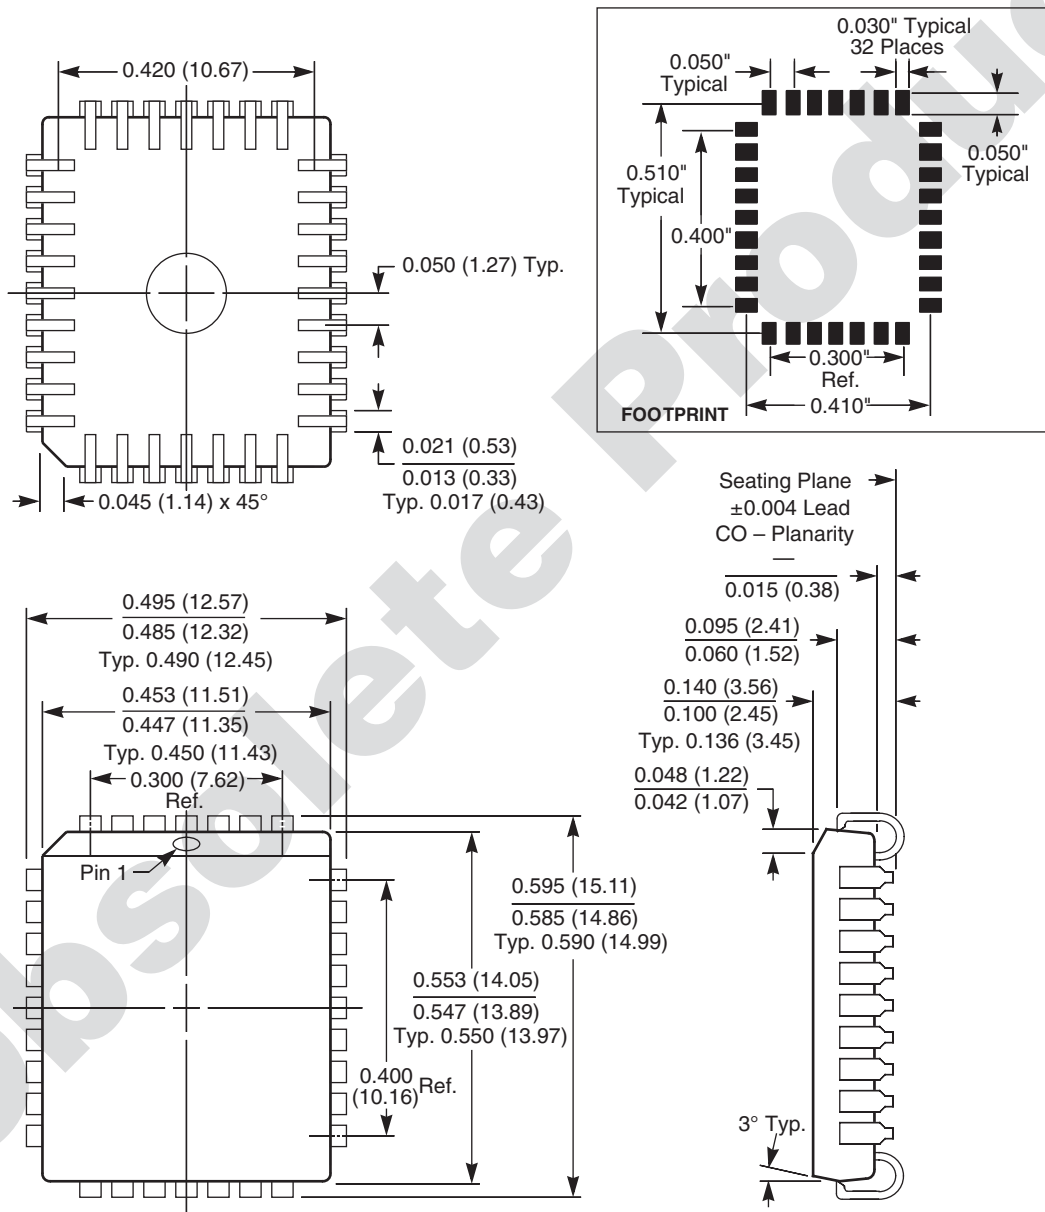 0.420 (10.67)
0.050 (1.27) Typ.
0.021 (0.53)
0.013 (0.33)
Typ. 0.017 (0.43)
0.045 (1.14) x 45°
0.030" Typical
32 Places
0.050"
Typical
0.050"
Typical
0.510"
Typical
0.400"
0.300"
Ref.
0.410"
FOOTPRINT
Seating Plane
±0.004 Lead
CO – Planarity
—
0.015 (0.38)
0.095 (2.41)
0.060 (1.52)
0.140 (3.56)
0.100 (2.45)
Typ. 0.136 (3.45)
0.048 (1.22)
0.042 (1.07)
3° Typ.
0.495 (12.57)
0.485 (12.32)
Typ. 0.490 (12.45)
0.453 (11.51)
0.447 (11.35)
Typ. 0.450 (11.43)
0.300 (7.62)
Ref.
Pin 1
0.595 (15.11)
0.585 (14.86)
Typ. 0.590 (14.99)
0.553 (14.05)
0.547 (13.89)
Typ. 0.550 (13.97)
0.400
(10.16) Ref.
bsolete Produc